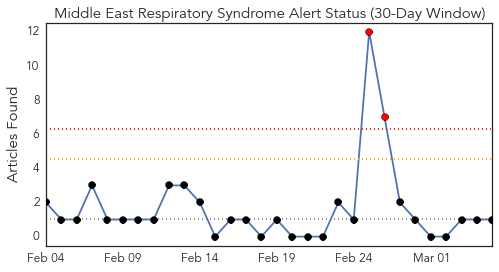 Middle East Respiratory Syndrome Alert Status (30-Day Window)
Articles Found
12
10
8
6
4
2
0
Feb 04 Feb 09 Feb 14 Feb 19 Feb 24 Mar 01